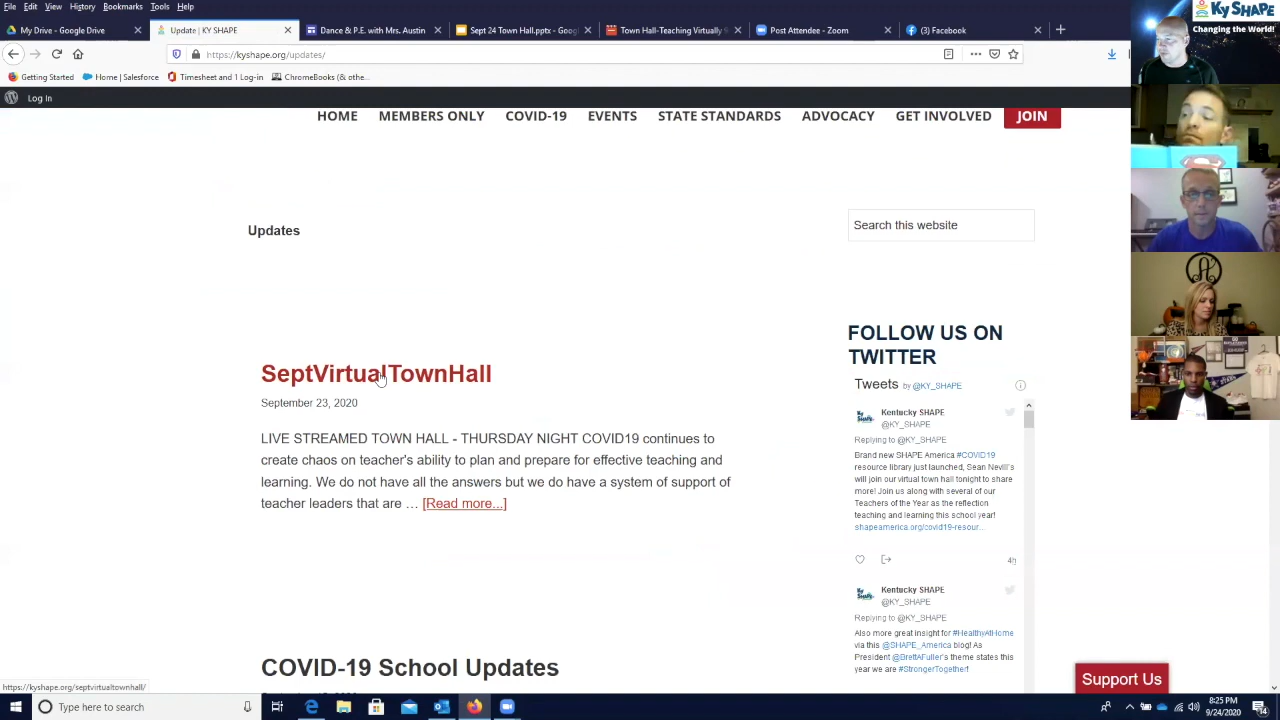 File Edit View History Bookmarks Tools Help
My Drive - Google Drive
Update | KY SHAPE
Dance & P.E. with Mrs. Austin
Sept 24 Town Hall.pptx - Goog
Town Hall-Teaching Virtually 9
Post Attendee - Zoom
(3) Facebook
https://kyshape.org/updates/
Getting Started
Home | Salesforce
Timesheet and 1 Log-in
ChromeBooks (& othe...
Log In
HOME MEMBERS ONLY COVID-19 EVENTS STATE STANDARDS ADVOCACY GET INVOLVED JOIN
Ky SHAPE
Changing the World!
Updates
Search this website
SeptVirtualTownHall
September 23, 2020
LIVE STREAMED TOWN HALL - THURSDAY NIGHT COVID19 continues to
create chaos on teacher's ability to plan and prepare for effective teaching and
learning. We do not have all the answers but we do have a system of support of
teacher leaders that are … [Read more...]
COVID-19 School Updates
FOLLOW US ON
TWITTER
Tweets by @KY_SHAPE
Kentucky SHAPE
@KY_SHAPE
Replying to @KY_SHAPE
Brand new SHAPE America #COVID19
resource library just launched, Sean Nevill's
will join our virtual town hall tonight to share
more! Join us along with several of our
Teachers of the Year as the reflection
teaching and learning this school year!
shapeamerica.org/covid19-resour...
4h
Kentucky SHAPE
@KY_SHAPE
Replying to @KY_SHAPE
Also more great insight for #HealthyAtHome
via this @SHAPE_America blog! As
President @BrettAFuller's theme states this
year we are #StrongerTogether!
Support Us
https://kyshape.org/septvirtualtownhall/
Type here to search
8:25 PM
9/24/2020
14